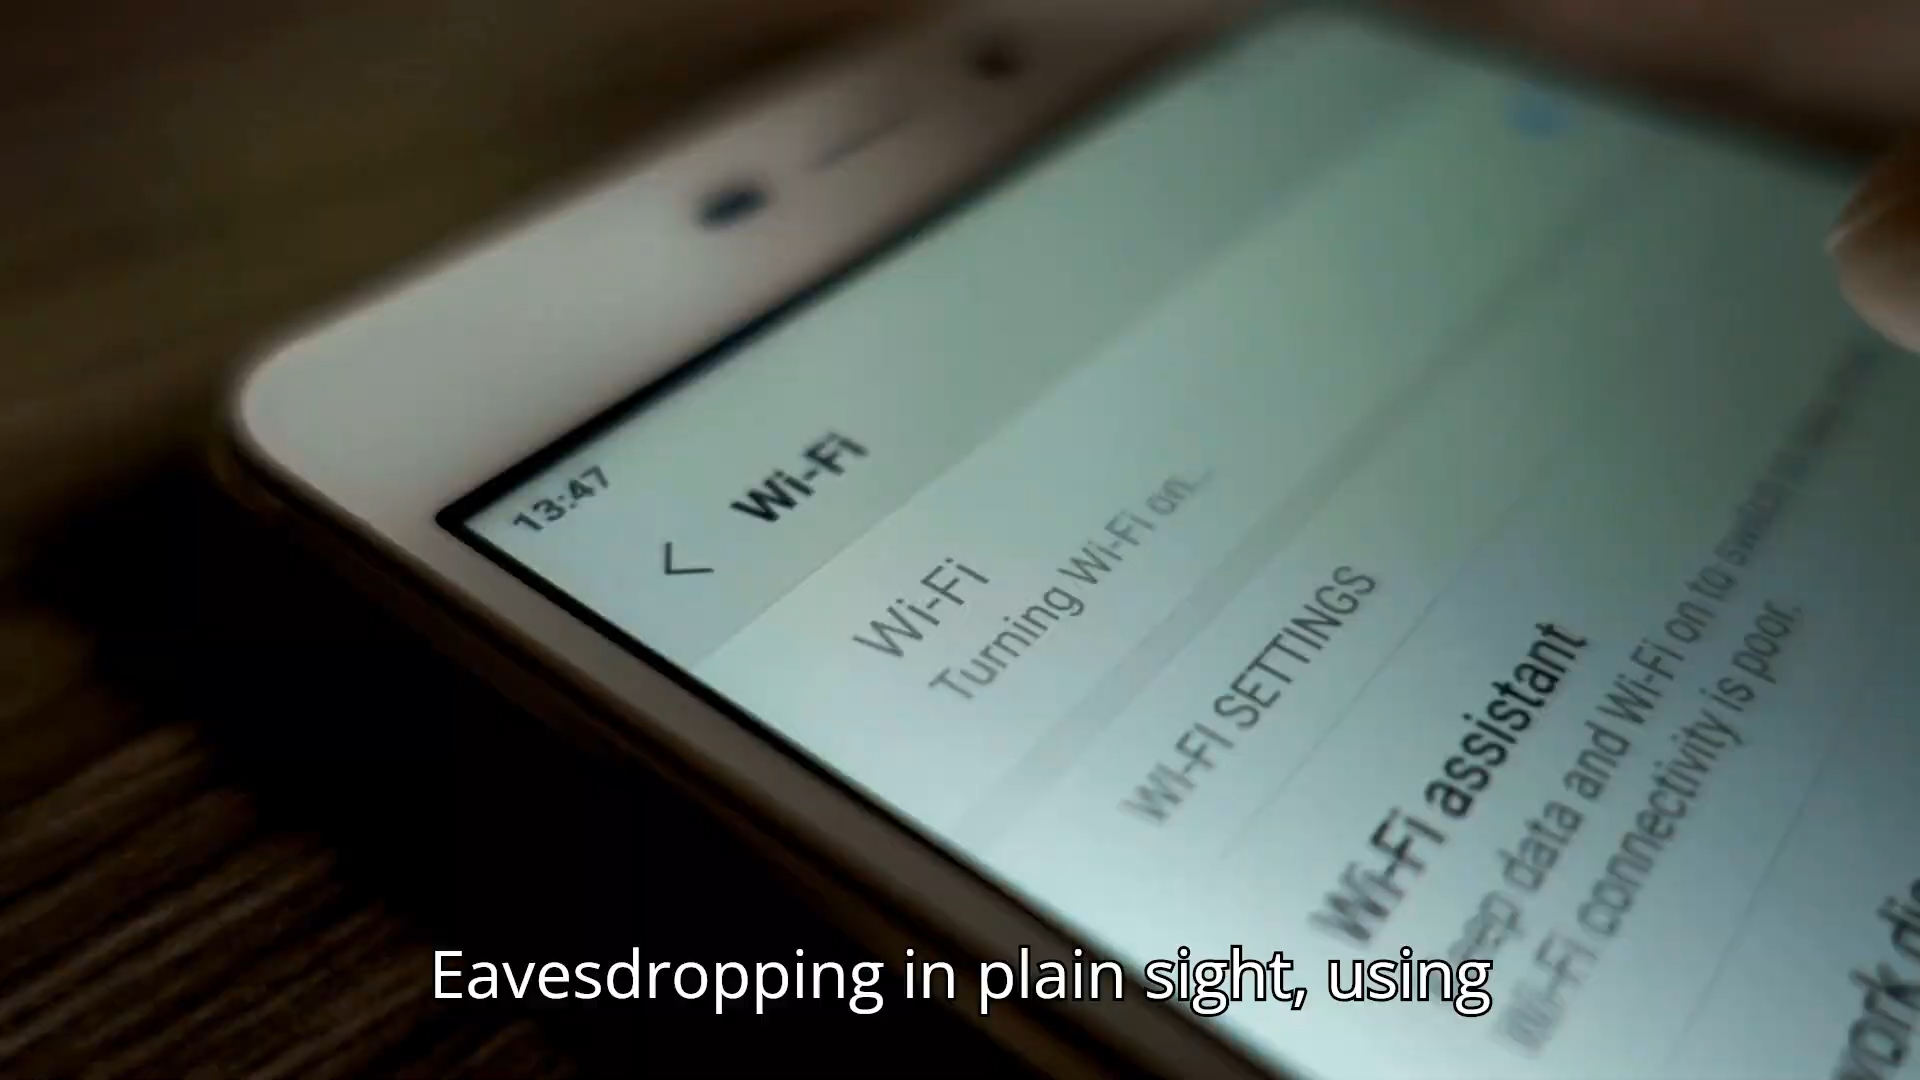 13:47
Wi-Fi
Wi-Fi
Turning Wi-Fi on...
WI-FI SETTINGS
Wi-Fi assistant
data and Wi-Fi on to switch
Wi-Fi connectivity is poor.
Eavesdropping in plain sight, using